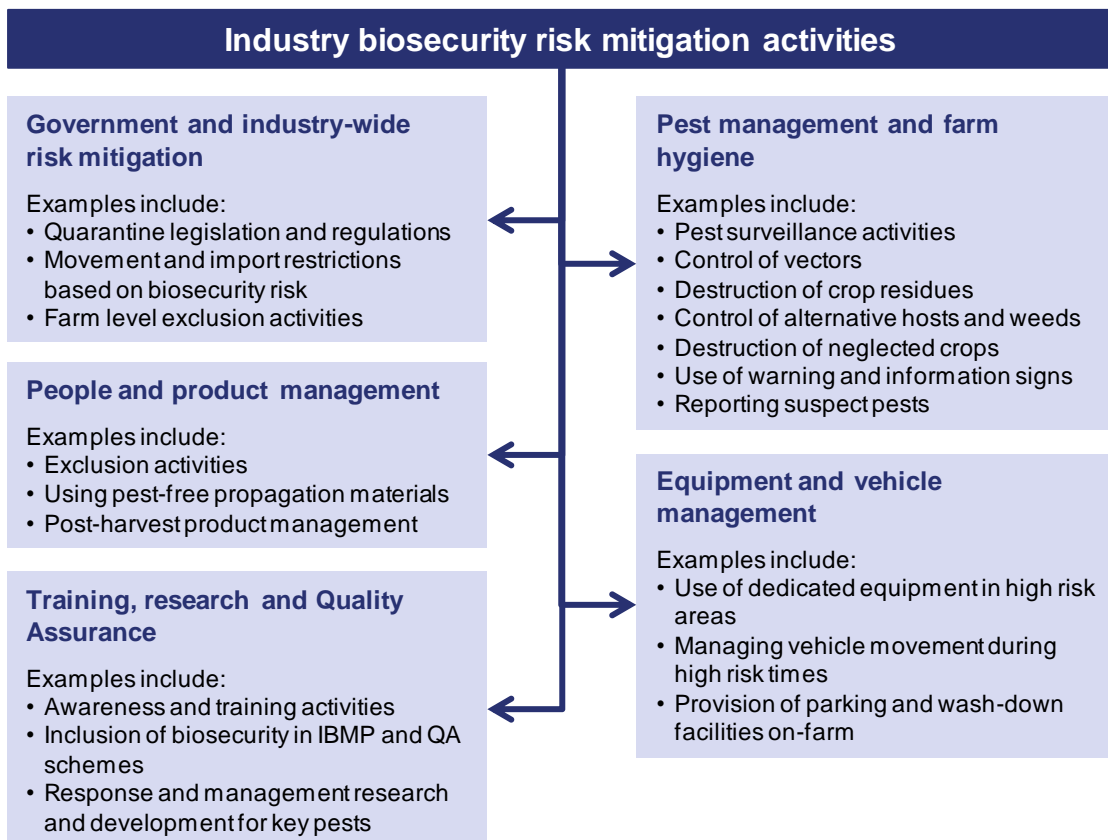 Industry biosecurity risk mitigation activities
Government and industry-wide
risk mitigation
Examples include:
• Quarantine legislation and regulations
• Movement and import restrictions
based on biosecurity risk
• Farm level exclusion activities
People and product management
Examples include:
• Exclusion activities
• Using pest-free propagation materials
• Post-harvest product management
Training, research and Quality
Assurance
Examples include:
• Awareness and training activities
• Inclusion of biosecurity in IBMP and QA
schemes
• Response and management research
and development for key pests
Pest management and farm
hygiene
Examples include:
• Pest surveillance activities
• Control of vectors
• Destruction of crop residues
• Control of alternative hosts and weeds
• Destruction of neglected crops
• Use of warning and information signs
• Reporting suspect pests
Equipment and vehicle
management
Examples include:
• Use of dedicated equipment in high risk
areas
• Managing vehicle movement during
high risk times
• Provision of parking and wash-down
facilities on-farm